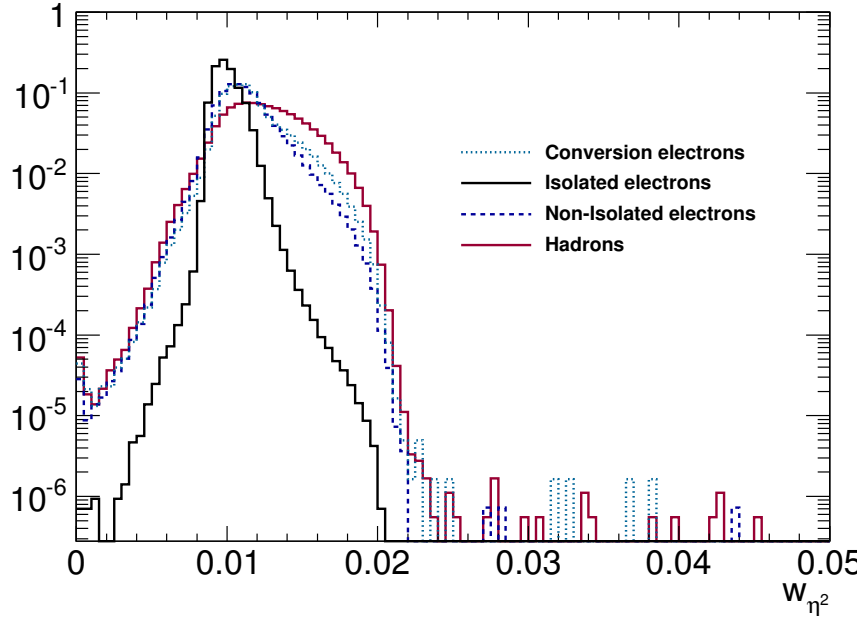 1
10⁻¹
10⁻²
10⁻³
10⁻⁴
10⁻⁵
10⁻⁶
Conversion electrons
Isolated electrons
Non-Isolated electrons
Hadrons
0 0.01 0.02 0.03 0.04 0.05
w_η²